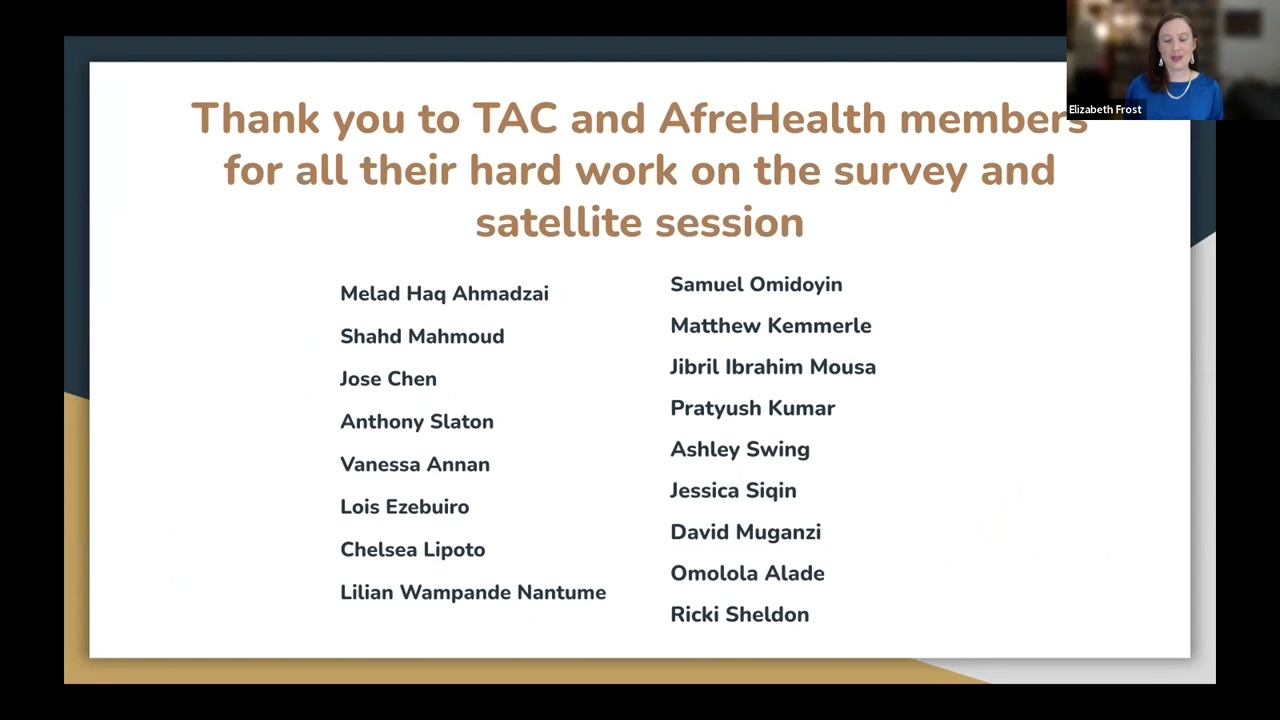 Elizabeth Frost
Thank you to TAC and AfreHealth members
for all their hard work on the survey and
satellite session
Melad Haq Ahmadzai
Shahd Mahmoud
Jose Chen
Anthony Slaton
Vanessa Annan
Lois Ezebuiro
Chelsea Lipoto
Lilian Wampande Nantume
Samuel Omidoyin
Matthew Kemmerle
Jibril Ibrahim Mousa
Pratyush Kumar
Ashley Swing
Jessica Siqin
David Muganzi
Omolola Alade
Ricki Sheldon